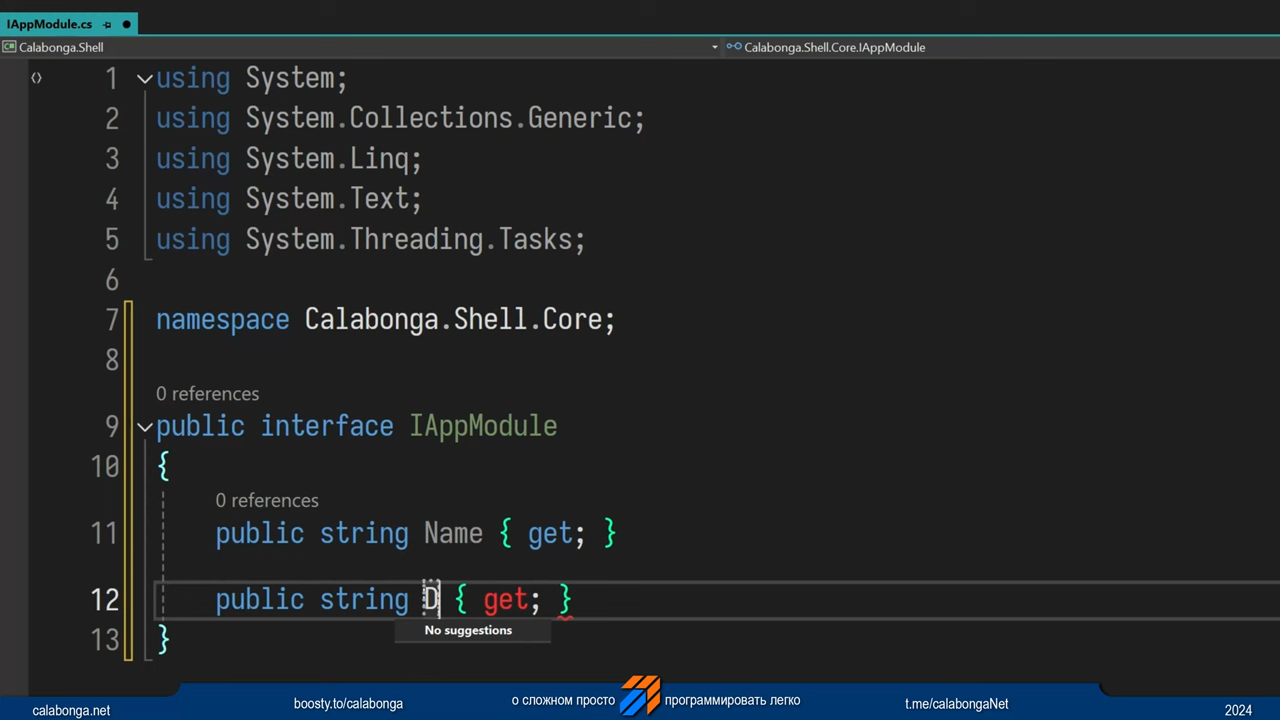 IAppModule.cs
Calabonga.Shell
Calabonga.Shell.Core.IAppModule
1 using System;
2 using System.Collections.Generic;
3 using System.Linq;
4 using System.Text;
5 using System.Threading.Tasks;
6
7 namespace Calabonga.Shell.Core;
8
0 references
9 public interface IAppModule
10 {
0 references
11 public string Name { get; }
12 public string D { get; }
No suggestions
13 }
calabonga.net
boosty.to/calabonga
о сложном просто
программировать легко
t.me/calabongaNet
2024